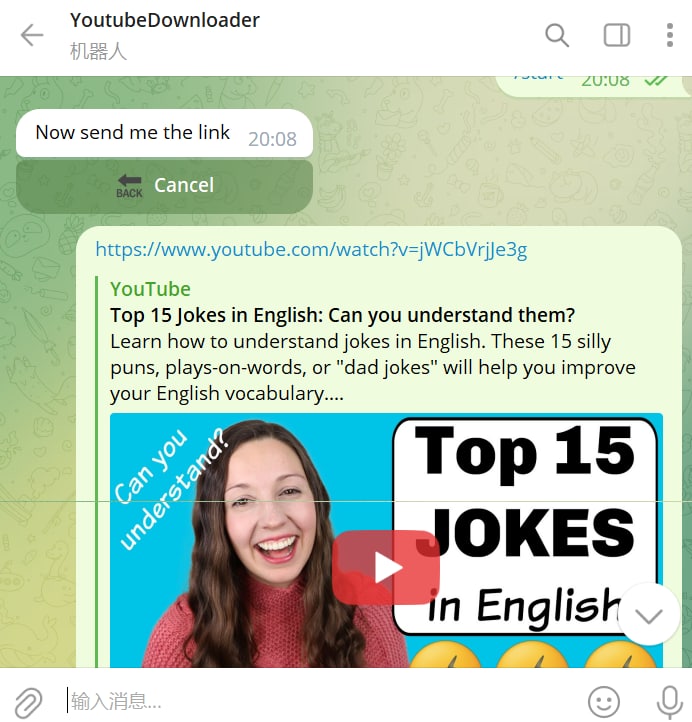 YoutubeDownloader
机器人
/start 20:08
Now send me the link 20:08
BACK Cancel
https://www.youtube.com/watch?v=jWCbVrjJe3g
YouTube
Top 15 Jokes in English: Can you understand them?
Learn how to understand jokes in English. These 15 silly
puns, plays-on-words, or "dad jokes" will help you improve
your English vocabulary....
Can you
understand?
Top 15
JOKES
in English
输入消息...